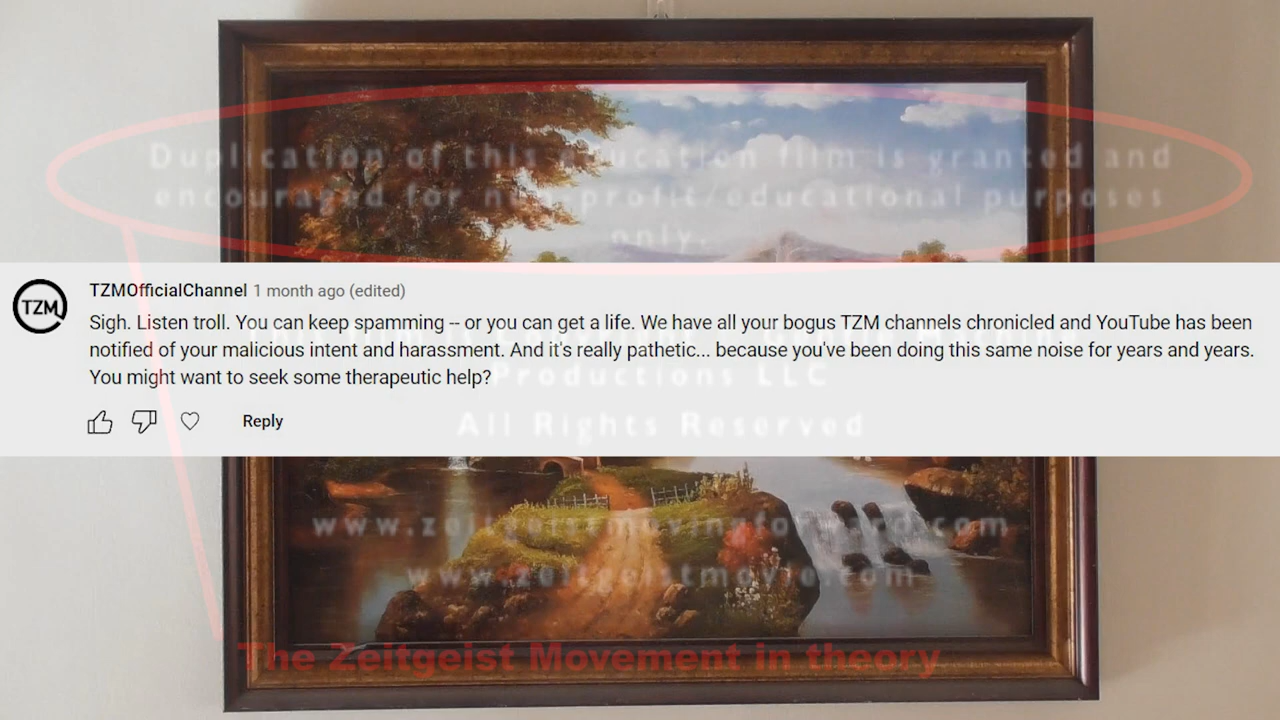 Duplication of this education film is granted and
encouraged for non-profit/educational purposes
only.
TZM
TZMOfficialChannel 1 month ago (edited)
Sigh. Listen troll. You can keep spamming -- or you can get a life. We have all your bogus TZM channels chronicled and YouTube has been
notified of your malicious intent and harassment. And it's really pathetic... because you've been doing this same noise for years and years.
You might want to seek some therapeutic help?
Productions LLC
Reply
All Rights Reserved
www.zeitgeistmovingforward.com
www.zeitgeistmovie.com
The Zeitgeist Movement in theory